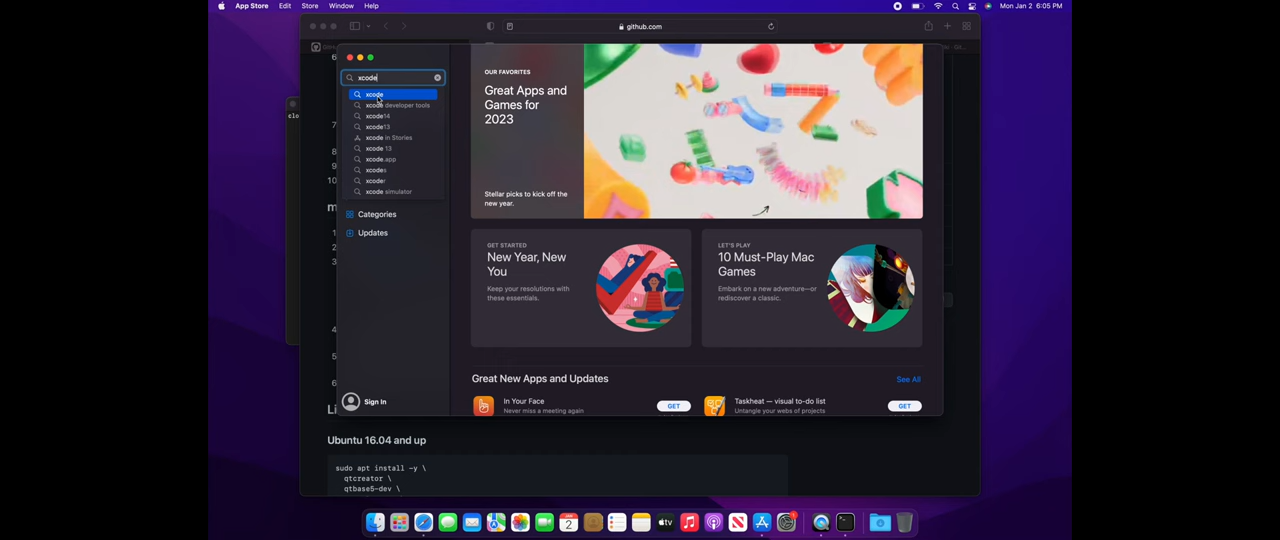 App Store Edit Store Window Help
Mon Jan 2 6:05 PM
github.com
xcode
xcode
xcode developer tools
xcode14
xcode13
xcode in Stories
xcode 13
xcode.app
xcode simulator
Categories
Updates
Sign In
OUR FAVORITES
Great Apps and
Games for
2023
Stellar picks to kick off the
new year.
GET STARTED
New Year, New
You
Keep your resolutions with
these essentials.
LET'S PLAY
10 Must-Play Mac
Games
Embark on a new adventure—or
rediscover a classic.
Great New Apps and Updates
See All
In Your Face
Never miss a meeting again
GET
Taskheat — visual to-do list
Untangle your webs of projects
GET
Ubuntu 16.04 and up
sudo apt install -y \
qtcreator \
qtbase5-dev \